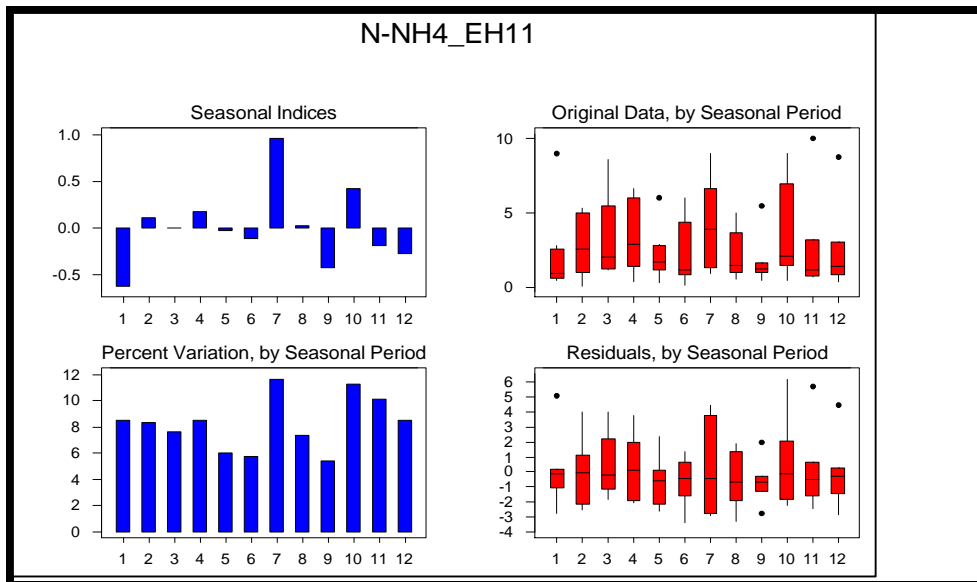 N-NH4_EH11
Seasonal Indices
1.0
0.5
0.0
-0.5
1 2 3 4 5 6 7 8 9 10 11 12
Original Data, by Seasonal Period
10
5
0
1 2 3 4 5 6 7 8 9 10 11 12
Percent Variation, by Seasonal Period
12
10
8
6
4
2
0
1 2 3 4 5 6 7 8 9 10 11 12
Residuals, by Seasonal Period
6
5
4
3
2
1
0
-1
-2
-3
-4
1 2 3 4 5 6 7 8 9 10 11 12